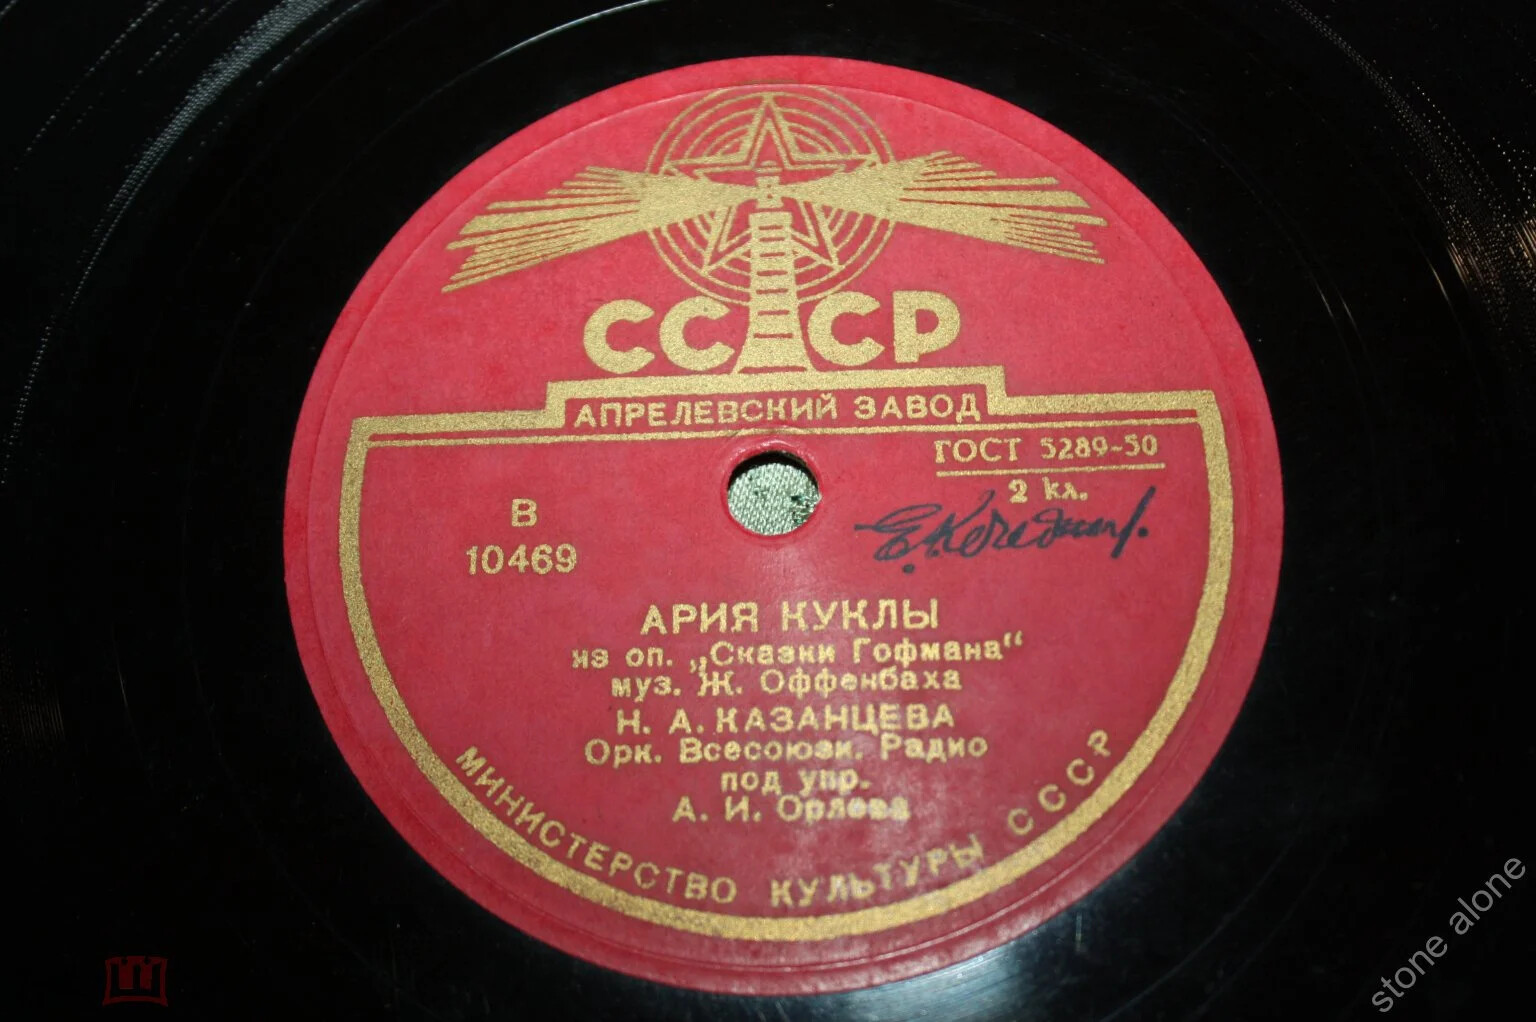 СССР
АПРЕЛЕВСКИЙ ЗАВОД
ГОСТ 5289-50
2 кл.
В
10469
АРИЯ КУКЛЫ
из оп. „Сказки Гофмана“
муз. Ж. Оффенбаха
Н. А. КАЗАНЦЕВА
Орк. Всесоюзн. Радио
под упр.
А. И. Орлова
МИНИСТЕРСТВО КУЛЬТУРЫ СССР
stone alone